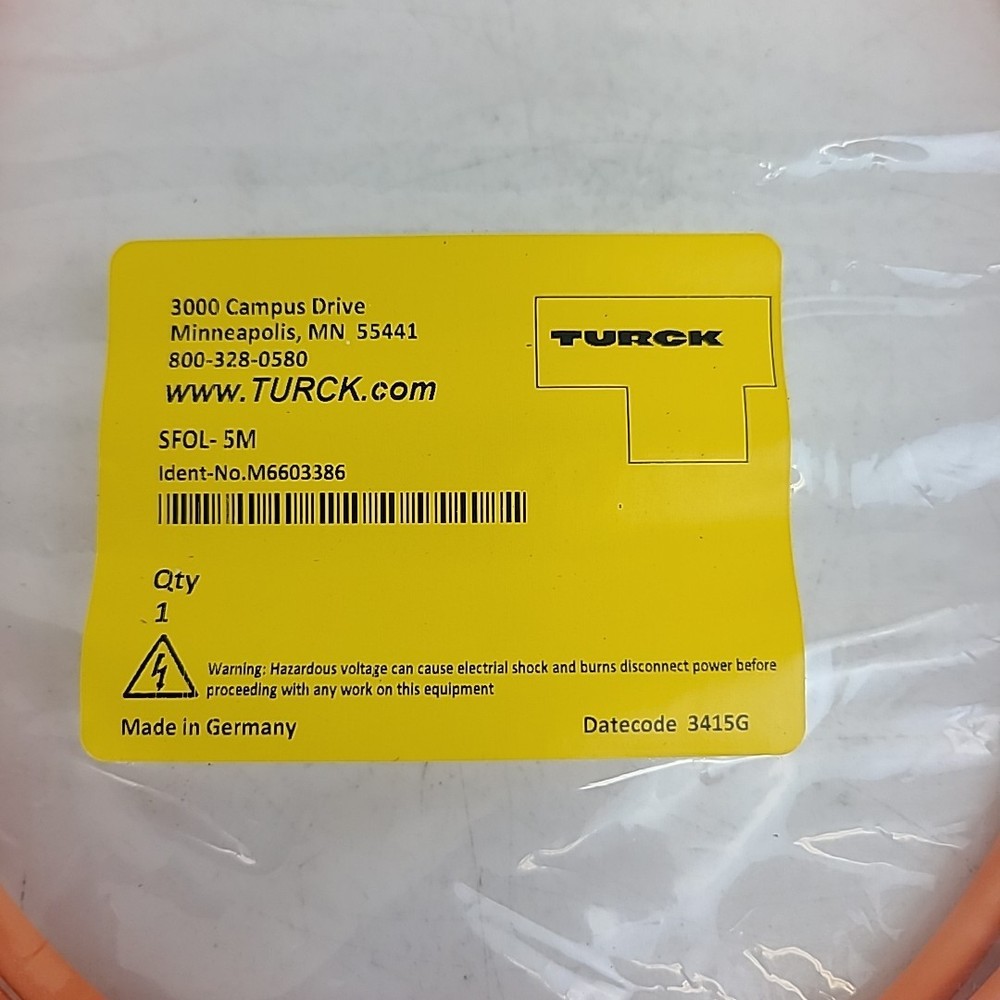 3000 Campus Drive
Minneapolis, MN 55441
800-328-0580
www.TURCK.com
TURCK
SFOL- 5M
Ident-No.M6603386
Qty
1
Warning: Hazardous voltage can cause electrial shock and burns disconnect power before
proceeding with any work on this equipment
Made in Germany
Datecode 3415G